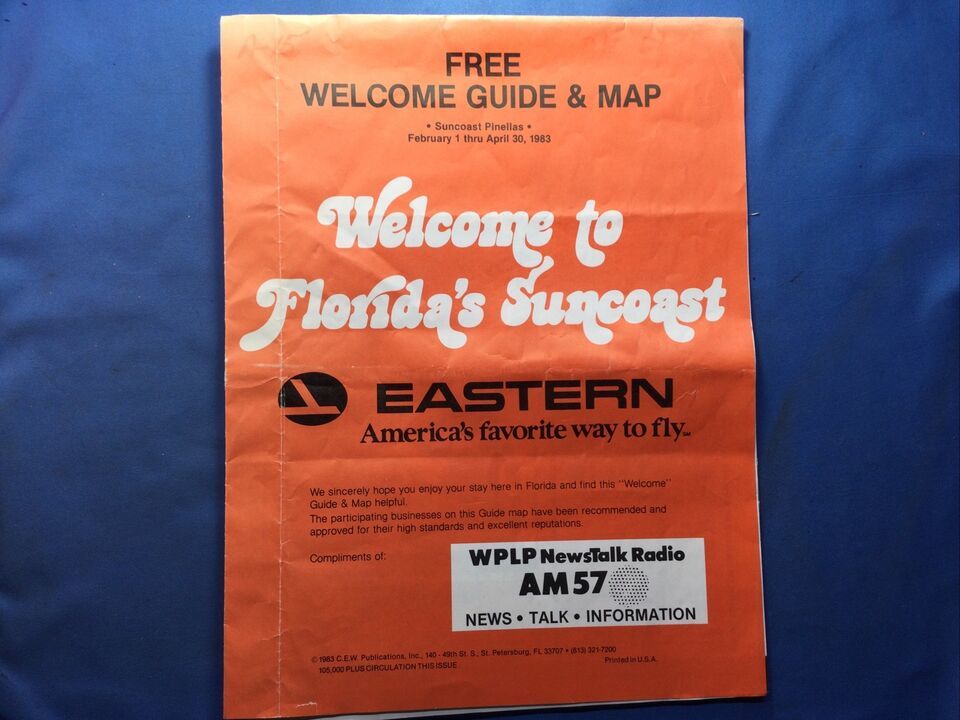 FREE
WELCOME GUIDE & MAP
• Suncoast Pinellas •
February 1 thru April 30, 1983
Welcome to
Florida's Suncoast
EASTERN
America's favorite way to fly.SM
We sincerely hope you enjoy your stay here in Florida and find this "Welcome"
Guide & Map helpful.
The participating businesses on this Guide map have been recommended and
approved for their high standards and excellent reputations.
Compliments of:
WPLP NewsTalk Radio
AM 57
NEWS • TALK • INFORMATION
© 1983 C.E.W. Publications, Inc., 140 - 49th St. S., St. Petersburg, FL 33707 • (813) 321-7200
105,000 PLUS CIRCULATION THIS ISSUE
Printed in U.S.A.